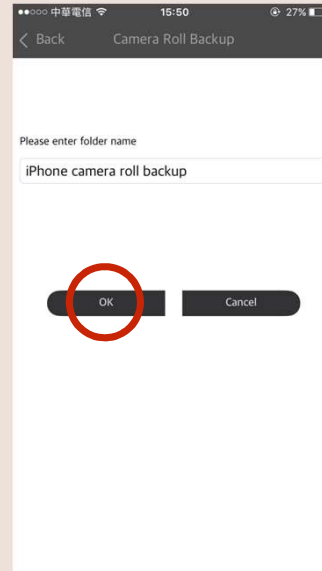 中華電信 15:50 27%
Back Camera Roll Backup
Please enter folder name
iPhone camera roll backup
OK Cancel